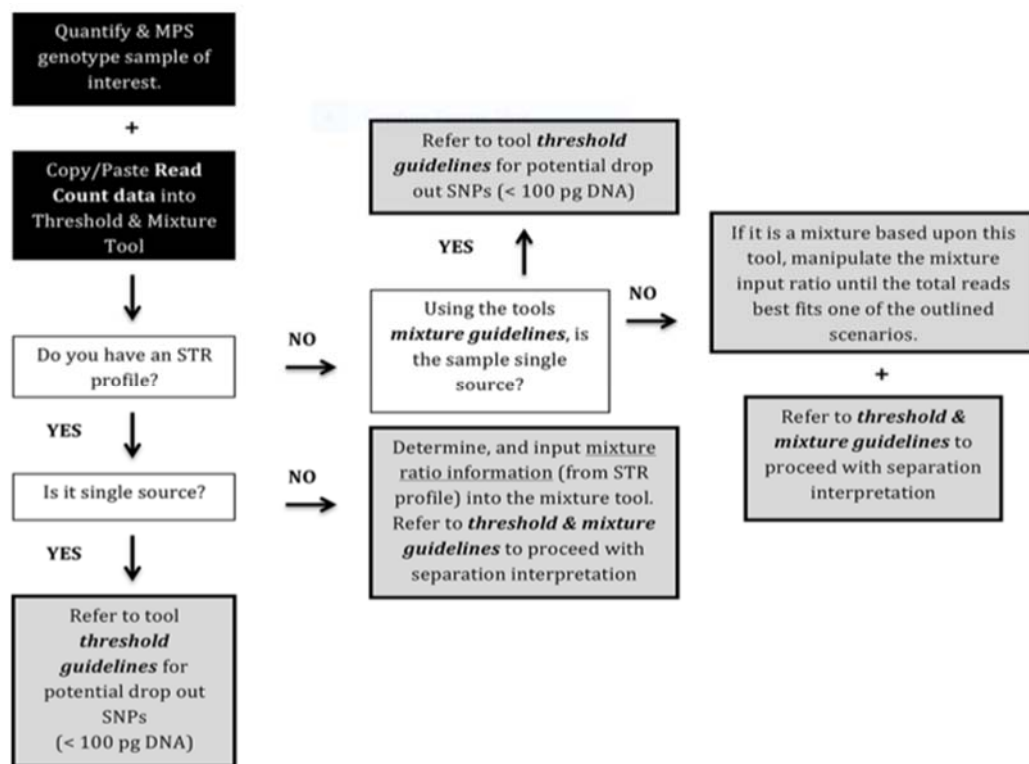 Quantify & MPS
genotype sample of
interest.
+
Copy/Paste Read
Count data into
Threshold & Mixture
Tool
Do you have an STR
profile?
YES
Is it single source?
YES
Refer to tool
threshold
guidelines for
potential drop out
SNPs
(< 100 pg DNA)
NO
Using the tools
mixture guidelines, is
the sample single
source?
YES
Refer to tool threshold
guidelines for potential drop
out SNPs (< 100 pg DNA)
NO
If it is a mixture based upon this
tool, manipulate the mixture
input ratio until the total reads
best fits one of the outlined
scenarios.
+
Refer to threshold &
mixture guidelines to
proceed with separation
interpretation
NO
Determine, and input mixture
ratio information (from STR
profile) into the mixture tool.
Refer to threshold & mixture
guidelines to proceed with
separation interpretation